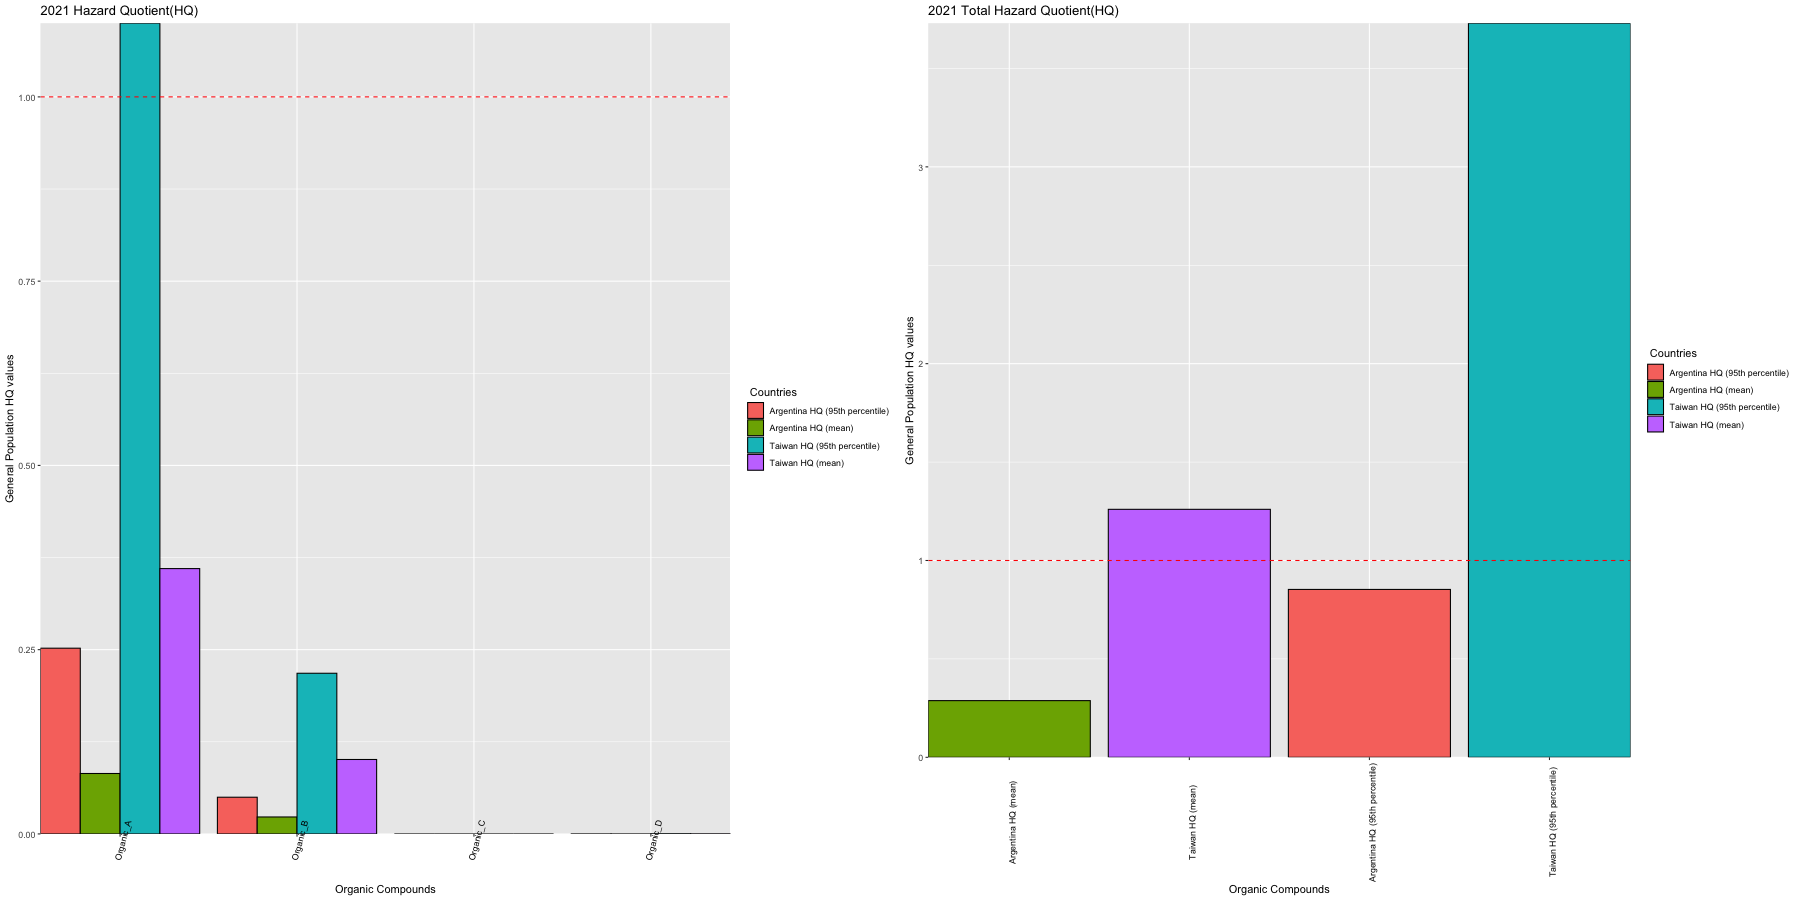 2021 Hazard Quotient(HQ)
General Population HQ values
1.00
0.75
0.50
0.25
0.00
Organic_A
Organic_B
Organic_C
Organic_D
Organic Compounds
Countries
Argentina HQ (95th percentile)
Argentina HQ (mean)
Taiwan HQ (95th percentile)
Taiwan HQ (mean)
2021 Total Hazard Quotient(HQ)
General Population HQ values
3
2
1
0
Argentina HQ (mean)
Taiwan HQ (mean)
Argentina HQ (95th percentile)
Taiwan HQ (95th percentile)
Organic Compounds
Countries
Argentina HQ (95th percentile)
Argentina HQ (mean)
Taiwan HQ (95th percentile)
Taiwan HQ (mean)